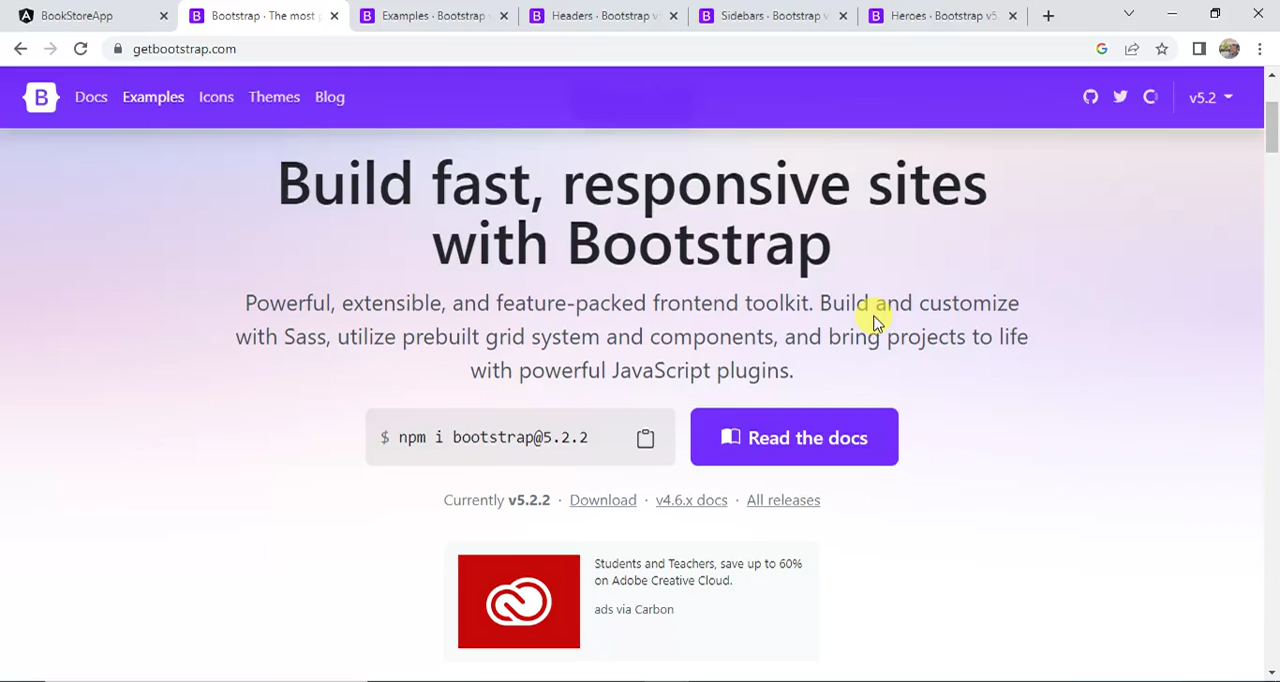 BookStoreApp
Bootstrap · The most p
Examples · Bootstrap v
Headers · Bootstrap v
Sidebars · Bootstrap v
Heroes · Bootstrap v5
getbootstrap.com
B Docs Examples Icons Themes Blog v5.2
Build fast, responsive sites
with Bootstrap
Powerful, extensible, and feature-packed frontend toolkit. Build and customize
with Sass, utilize prebuilt grid system and components, and bring projects to life
with powerful JavaScript plugins.
$ npm i bootstrap@5.2.2
Read the docs
Currently v5.2.2 · Download · v4.6.x docs · All releases
Students and Teachers, save up to 60%
on Adobe Creative Cloud.
ads via Carbon